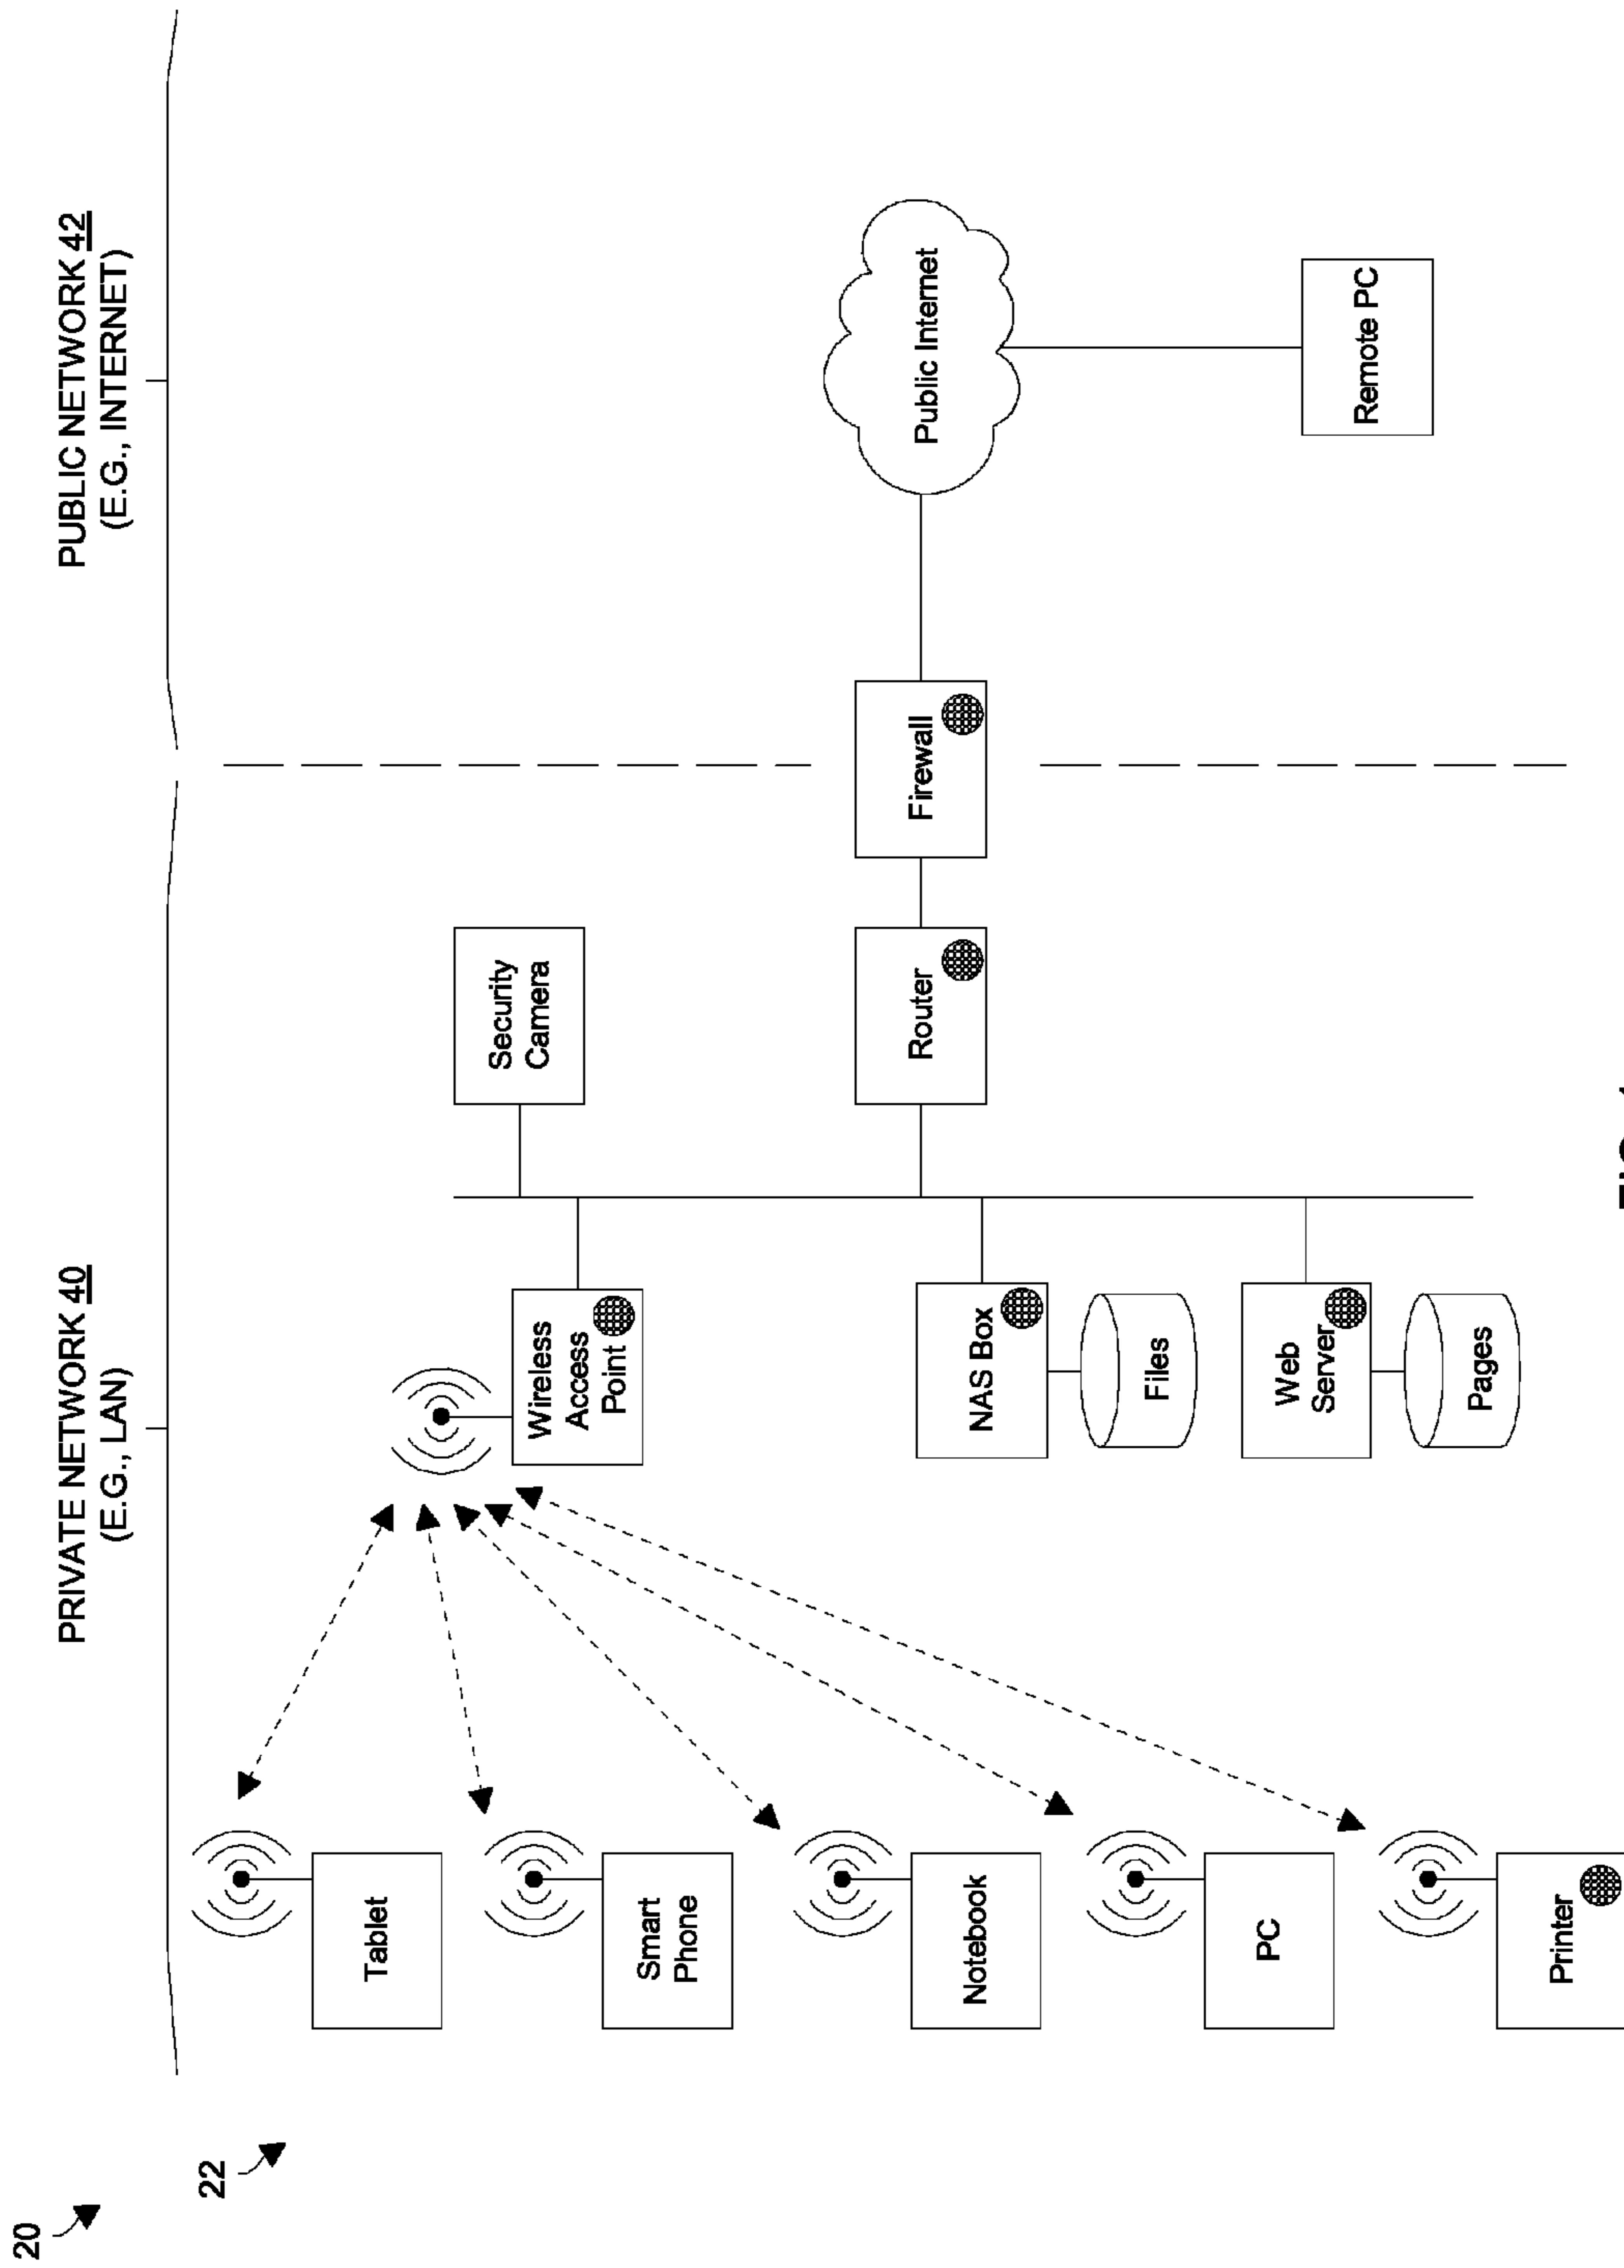 20
22
PRIVATE NETWORK 40
(E.G., LAN)
PUBLIC NETWORK 42
(E.G., INTERNET)
Tablet
Smart
Phone
Notebook
PC
Printer
Wireless
Access
Point
NAS Box
Files
Web
Server
Pages
Security
Camera
Router
Firewall
Public Internet
Remote PC